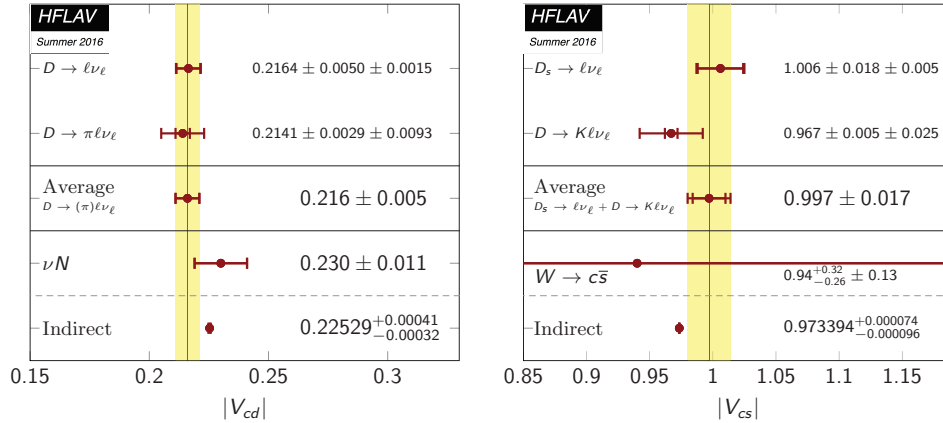 HFLAV
Summer 2016
D → ℓν_ℓ 0.2164 ± 0.0050 ± 0.0015
D → πℓν_ℓ 0.2141 ± 0.0029 ± 0.0093
Average 0.216 ± 0.005
D → (π)ℓν_ℓ
νN 0.230 ± 0.011
Indirect 0.22529^{+0.00041}_{−0.00032}
0.15 0.2 0.25 0.3
|V_{cd}|
HFLAV
Summer 2016
D_s → ℓν_ℓ 1.006 ± 0.018 ± 0.005
D → Kℓν_ℓ 0.967 ± 0.005 ± 0.025
Average 0.997 ± 0.017
D_s → ℓν_ℓ + D → Kℓν_ℓ
W → cs̅ 0.94^{+0.32}_{−0.26} ± 0.13
Indirect 0.973394^{+0.000074}_{−0.000096}
0.85 0.9 0.95 1 1.05 1.1 1.15
|V_{cs}|